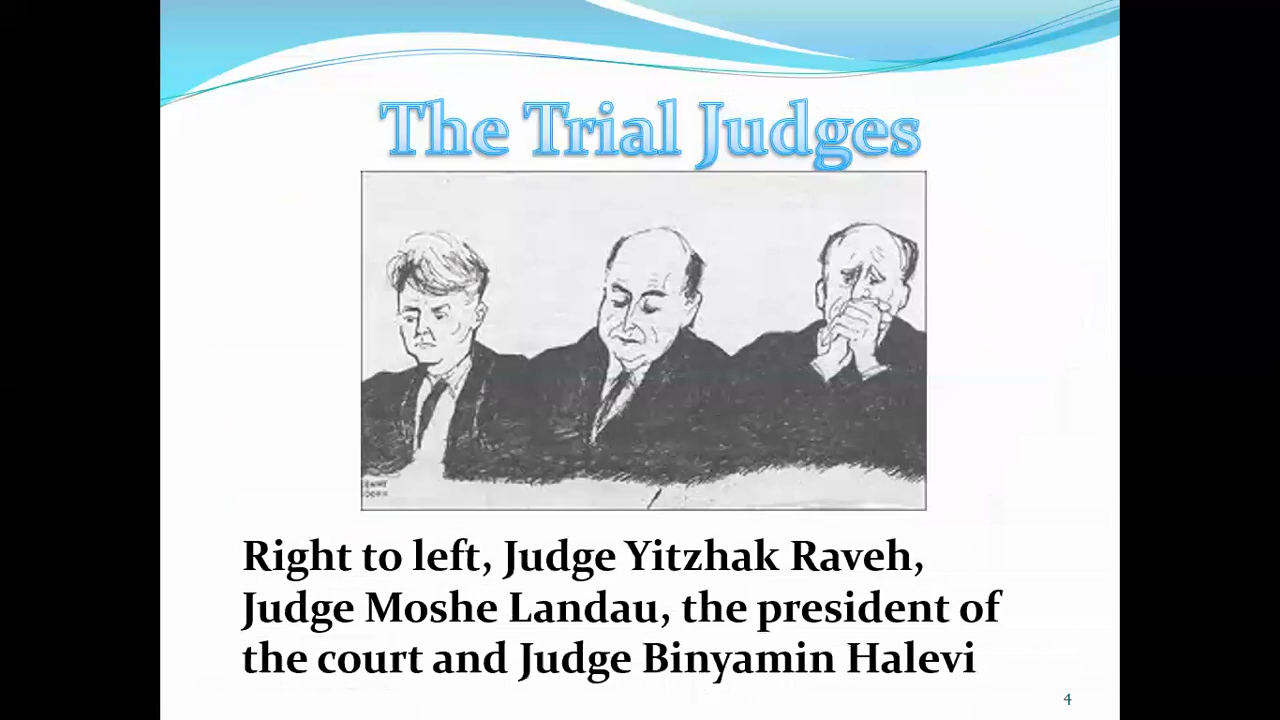 The Trial Judges
Right to left, Judge Yitzhak Raveh,
Judge Moshe Landau, the president of
the court and Judge Binyamin Halevi
4